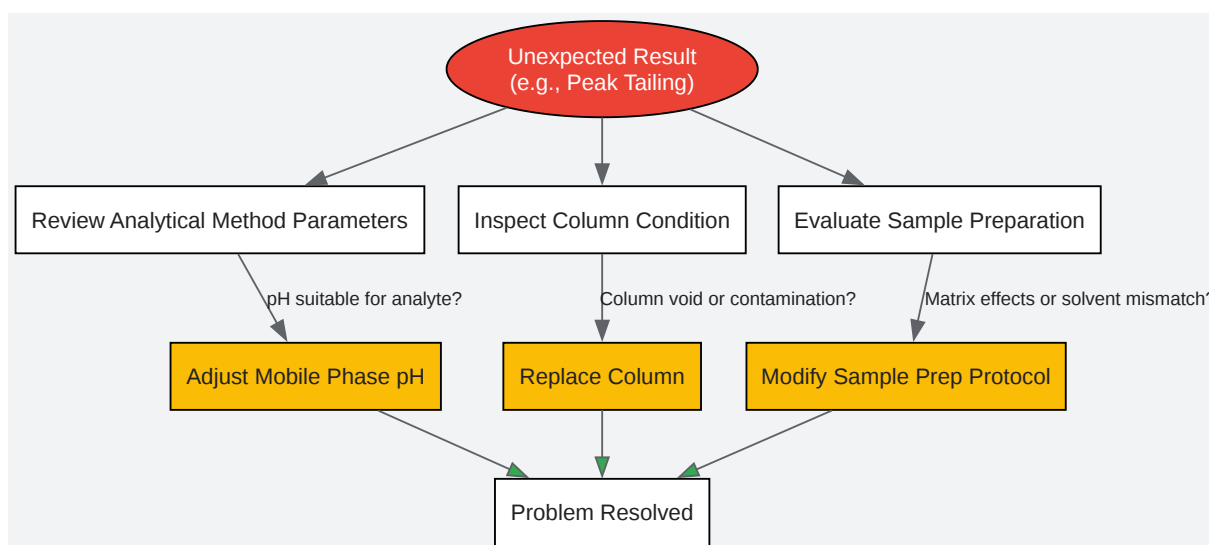 Unexpected Result
(e.g., Peak Tailing)
Review Analytical Method Parameters
Inspect Column Condition
Evaluate Sample Preparation
pH suitable for analyte?
Column void or contamination?
Matrix effects or solvent mismatch?
Adjust Mobile Phase pH
Replace Column
Modify Sample Prep Protocol
Problem Resolved